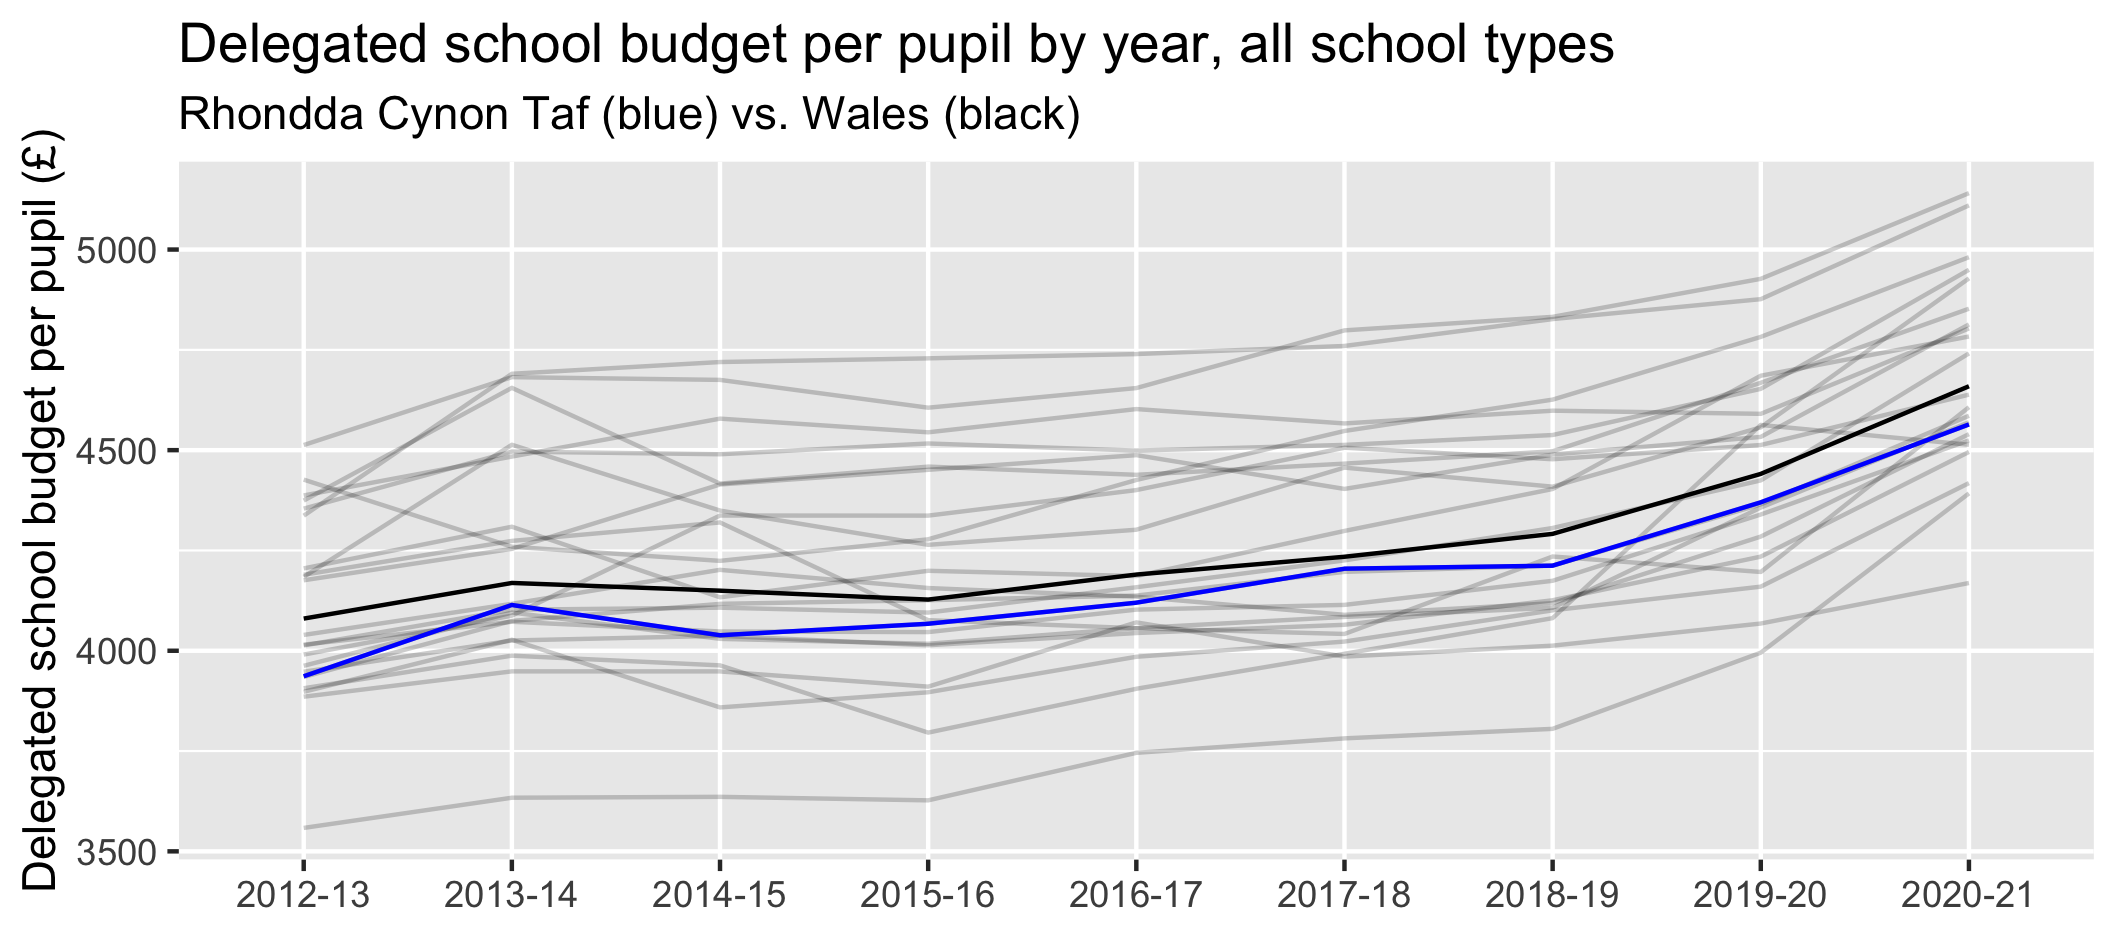 Delegated school budget per pupil by year, all school types
Rhondda Cynon Taf (blue) vs. Wales (black)
Delegated school budget per pupil (£)
5000
4500
4000
3500
2012-13 2013-14 2014-15 2015-16 2016-17 2017-18 2018-19 2019-20 2020-21